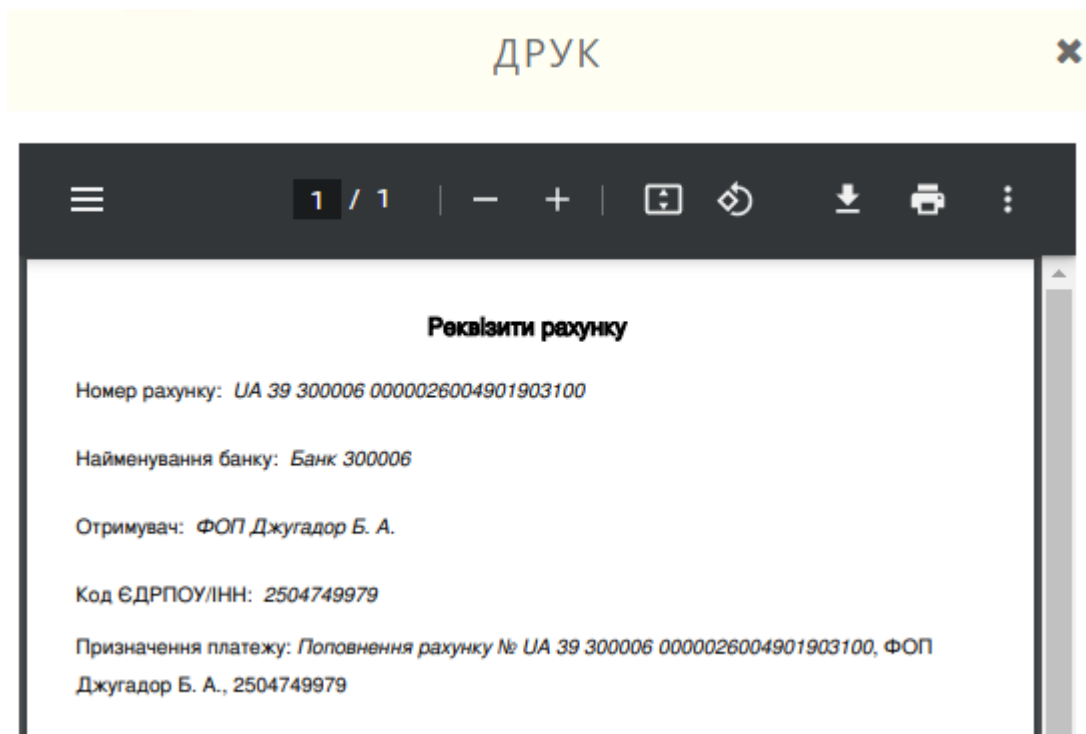 ДРУК
1 / 1
Реквізити рахунку
Номер рахунку: UA 39 300006 0000026004901903100
Найменування банку: Банк 300006
Отримувач: ФОП Джугадор Б. А.
Код ЄДРПОУ/ІНН: 2504749979
Призначення платежу: Поповнення рахунку № UA 39 300006 0000026004901903100, ФОП
Джугадор Б. А., 2504749979